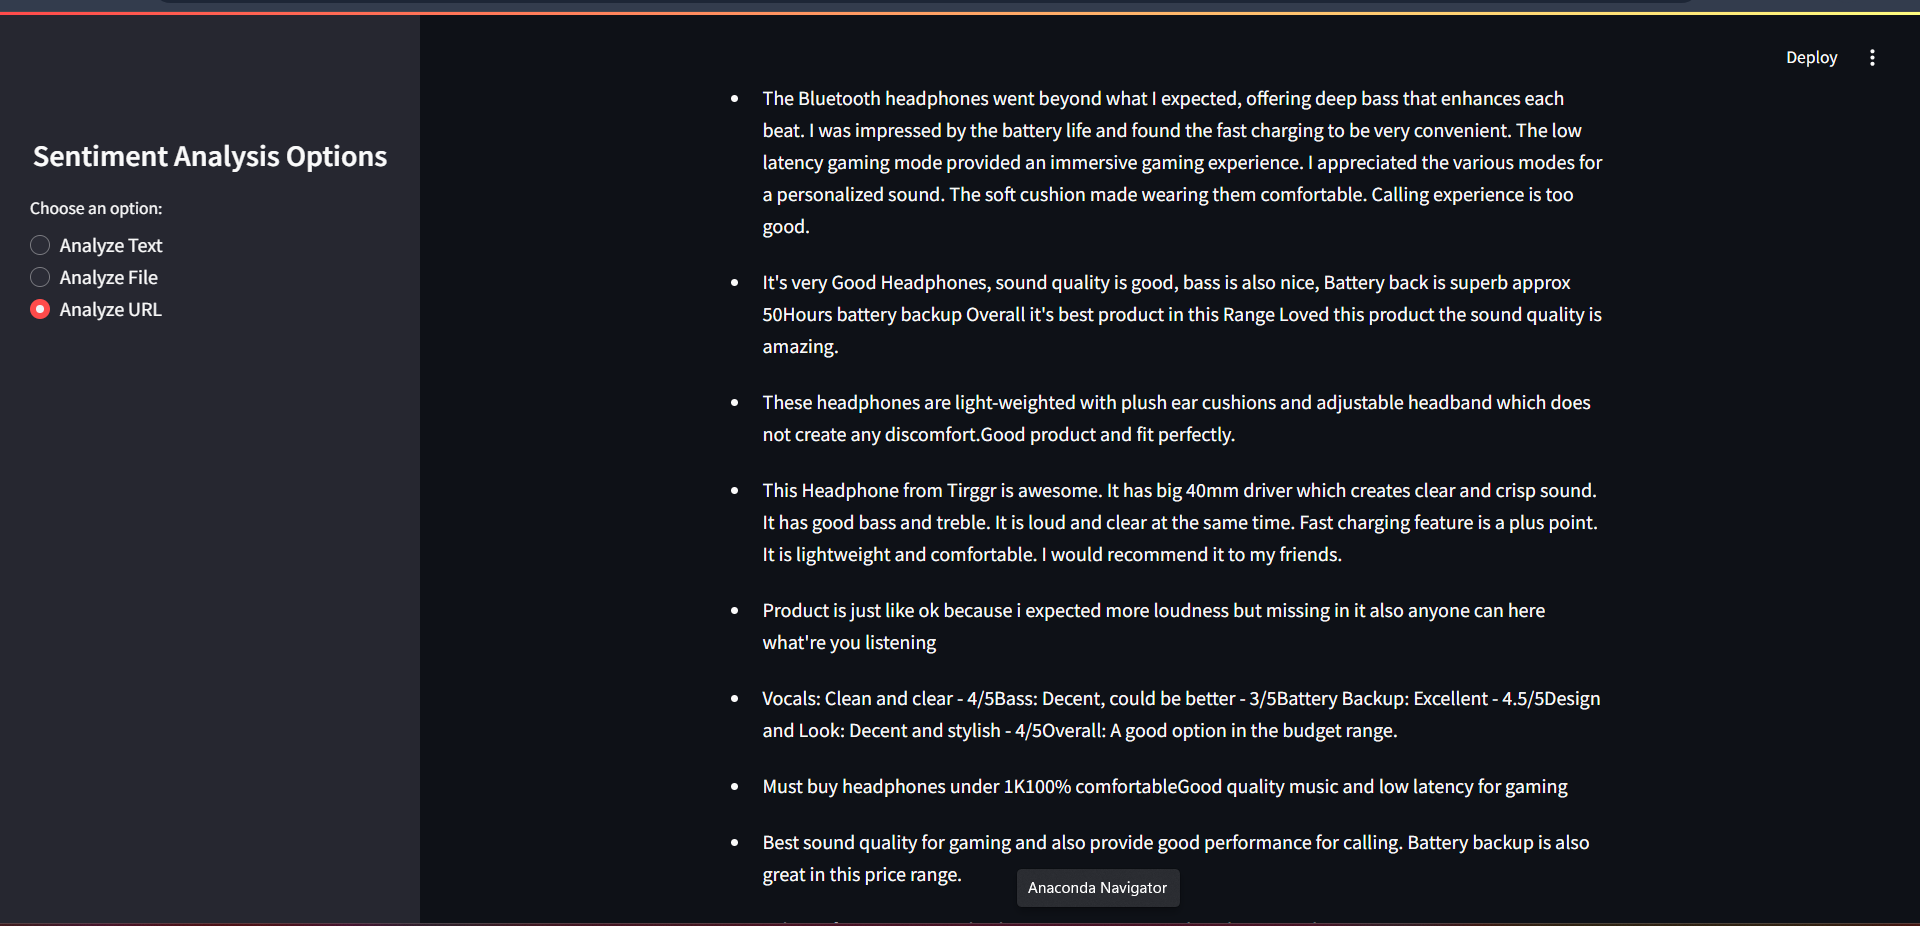 Deploy
Sentiment Analysis Options
Choose an option:
Analyze Text
Analyze File
Analyze URL
The Bluetooth headphones went beyond what I expected, offering deep bass that enhances each
beat. I was impressed by the battery life and found the fast charging to be very convenient. The low
latency gaming mode provided an immersive gaming experience. I appreciated the various modes for
a personalized sound. The soft cushion made wearing them comfortable. Calling experience is too
good.
It's very Good Headphones, sound quality is good, bass is also nice, Battery back is superb approx
50Hours battery backup Overall it's best product in this Range Loved this product the sound quality is
amazing.
These headphones are light-weighted with plush ear cushions and adjustable headband which does
not create any discomfort.Good product and fit perfectly.
This Headphone from Tirggr is awesome. It has big 40mm driver which creates clear and crisp sound.
It has good bass and treble. It is loud and clear at the same time. Fast charging feature is a plus point.
It is lightweight and comfortable. I would recommend it to my friends.
Product is just like ok because i expected more loudness but missing in it also anyone can here
what're you listening
Vocals: Clean and clear - 4/5Bass: Decent, could be better - 3/5Battery Backup: Excellent - 4.5/5Design
and Look: Decent and stylish - 4/5Overall: A good option in the budget range.
Must buy headphones under 1K100% comfortableGood quality music and low latency for gaming
Best sound quality for gaming and also provide good performance for calling. Battery backup is also
great in this price range.
Anaconda Navigator